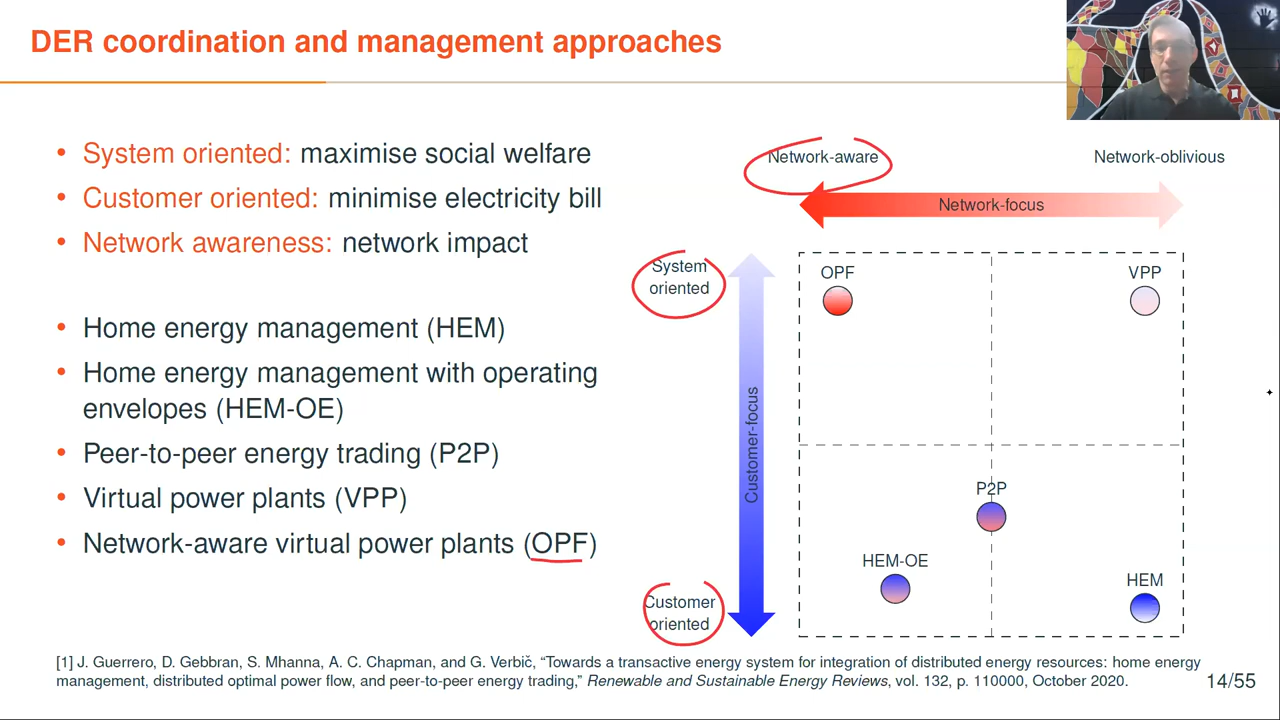 DER coordination and management approaches
• System oriented: maximise social welfare
• Customer oriented: minimise electricity bill
• Network awareness: network impact
• Home energy management (HEM)
• Home energy management with operating
envelopes (HEM-OE)
• Peer-to-peer energy trading (P2P)
• Virtual power plants (VPP)
• Network-aware virtual power plants (OPF)
Network-aware
Network-oblivious
Network-focus
System
oriented
Customer-focus
Customer
oriented
OPF
VPP
P2P
HEM-OE
HEM
[1] J. Guerrero, D. Gebbran, S. Mhanna, A. C. Chapman, and G. Verbič, “Towards a transactive energy system for integration of distributed energy resources: home energy
management, distributed optimal power flow, and peer-to-peer energy trading,” Renewable and Sustainable Energy Reviews, vol. 132, p. 110000, October 2020.
14/55